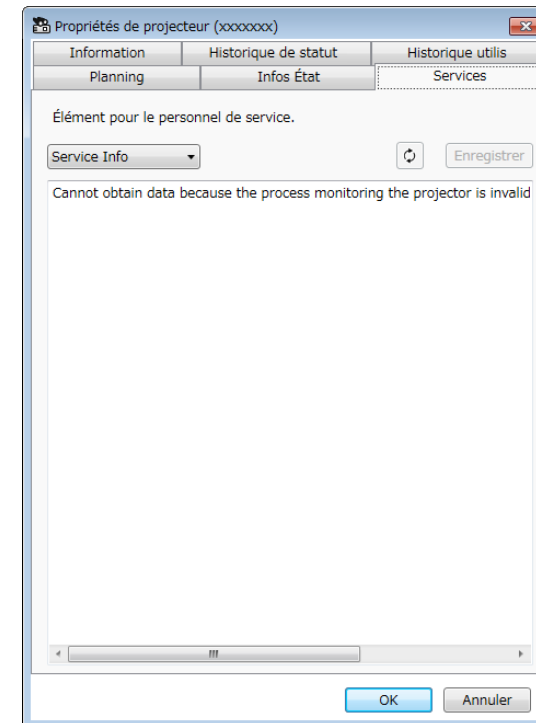 Propriétés de projecteur (xxxxxxx)
Information Historique de statut Historique utilis
Planning Infos État Services
Élément pour le personnel de service.
Service Info Enregistrer
Cannot obtain data because the process monitoring the projector is invalid
OK Annuler